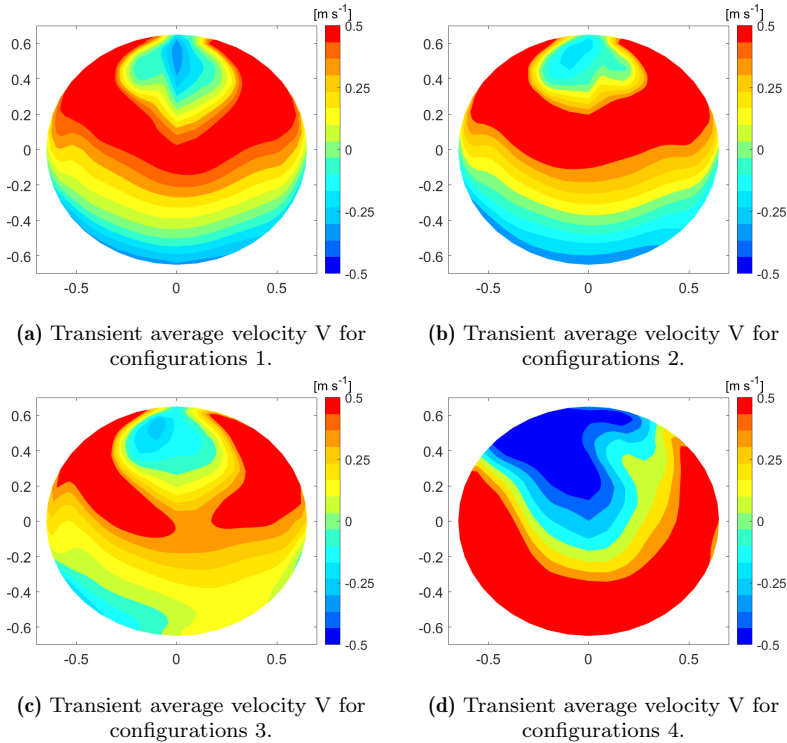 [m s-1] [m s-1]
0.6 0.5 0.6 0.5
0.4 0.4
0.2 0.25 0.2 0.25
0 0 0 0
-0.2 -0.2
-0.4 -0.25 -0.4 -0.25
-0.6 -0.5 -0.6 -0.5
-0.5 0 0.5 -0.5 0 0.5
(a) Transient average velocity V for
configurations 1.
(b) Transient average velocity V for
configurations 2.
[m s-1] [m s-1]
0.6 0.5 0.6 0.5
0.4 0.4
0.2 0.25 0.2 0.25
0 0 0 0
-0.2 -0.2
-0.4 -0.25 -0.4 -0.25
-0.6 -0.5 -0.6 -0.5
-0.5 0 0.5 -0.5 0 0.5
(c) Transient average velocity V for
configurations 3.
(d) Transient average velocity V for
configurations 4.